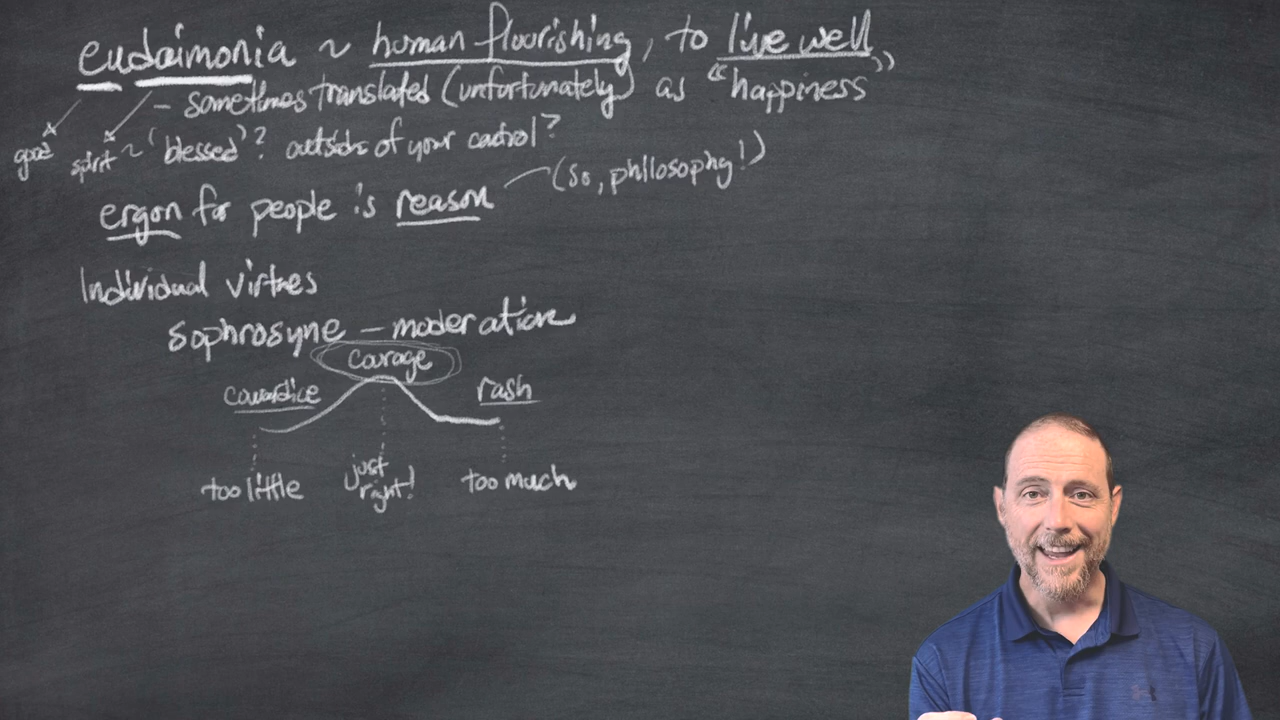 eudaimonia ~ human flourishing, to live well
- sometimes translated (unfortunately) as "happiness"
good spirit ~ 'blessed'? outside of your control?
ergon for people is reason (so, philosophy!)
Individual virtues
sophrosyne - moderation
courage
cowardice rash
too little just right! too much